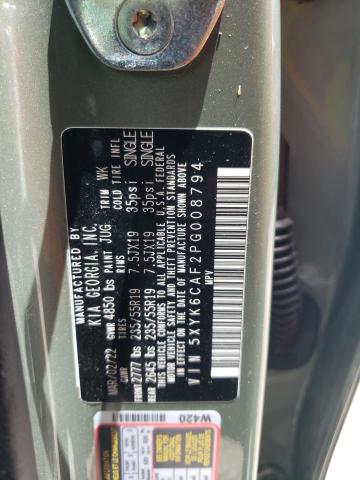 MANUFACTURED BY
KIA GEORGIA, INC.
MAR/02/22 GVWR 4850 lbs PAINT JUG TRIM WK
GAWR TIRES RIMS COLD TIRE INFL
FRONT 2777 lbs 235/55R19 7.5JX19 35psi SINGLE
REAR 2645 lbs 235/55R19 7.5JX19 35psi SINGLE
THIS VEHICLE CONFORMS TO ALL APPLICABLE U.S.
FEDERAL MOTOR VEHICLE SAFETY, BUMPER,
AND THEFT PREVENTION STANDARDS
IN EFFECT ON THE DATE OF MANUFACTURE SHOWN ABOVE.
VIN 5XYK6CAF2PG008794
MPV
W420